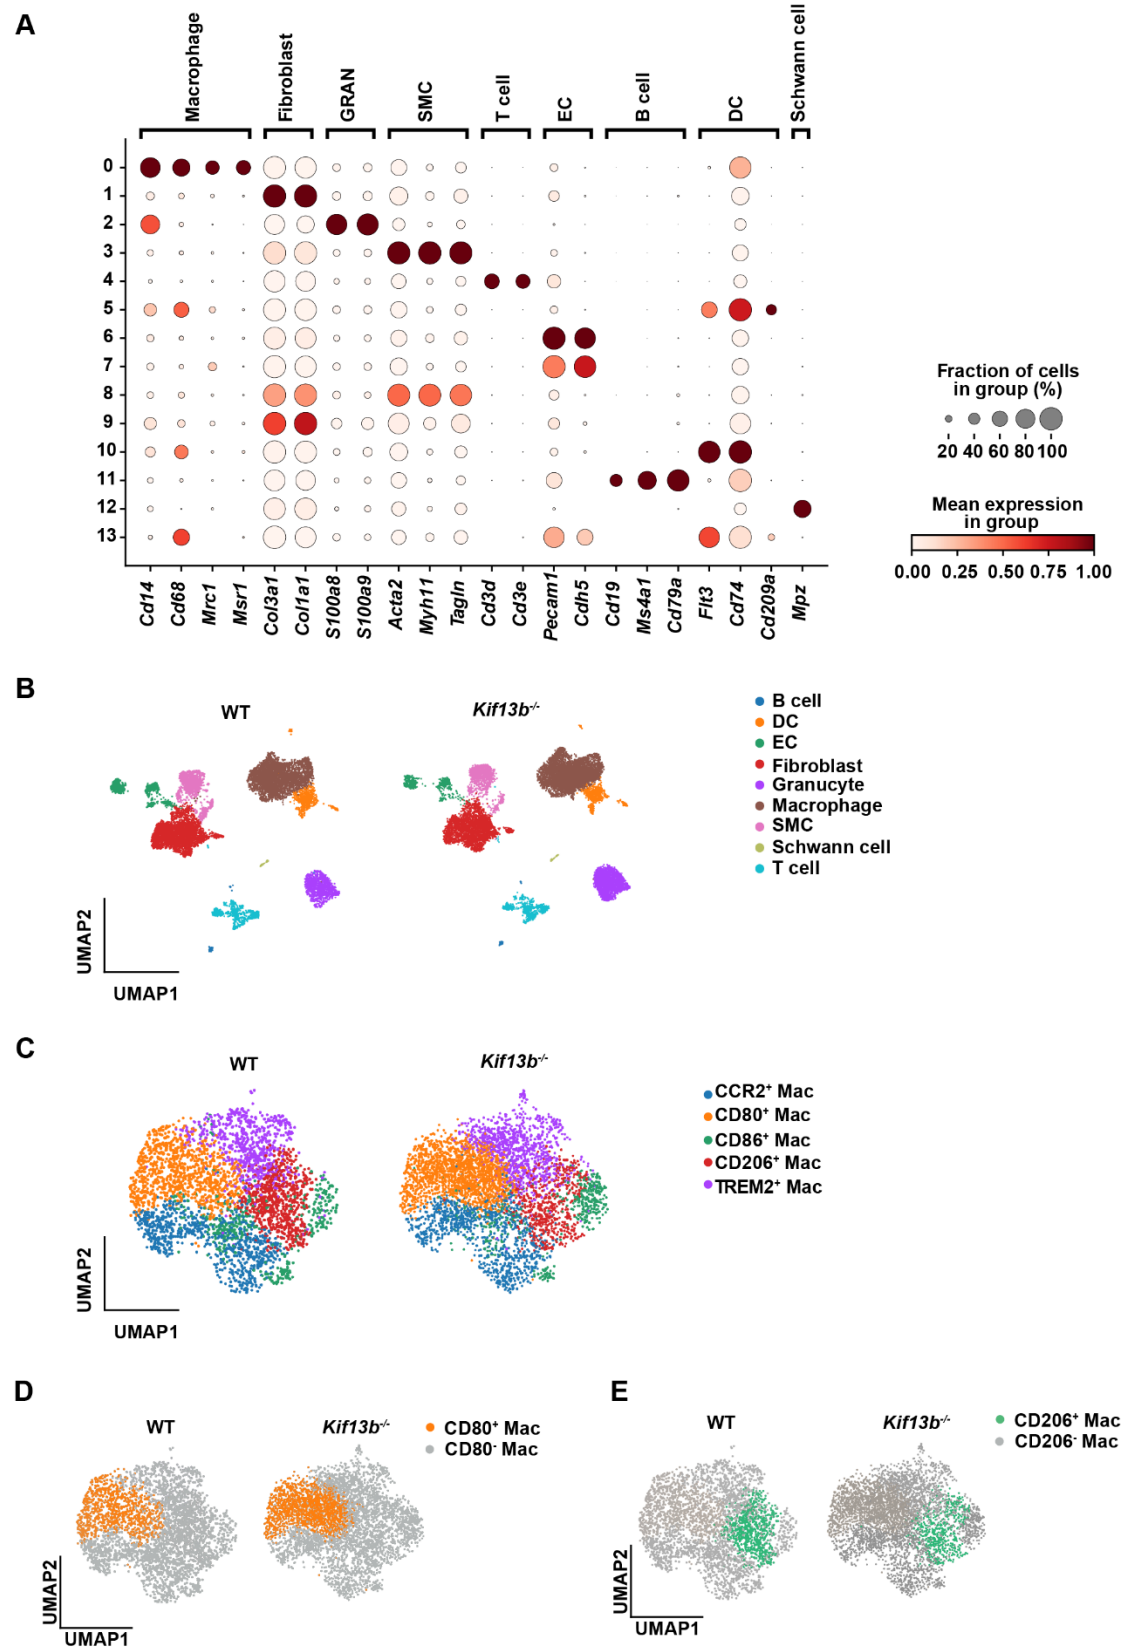 A
Macrophage
Fibroblast
GRAN
SMC
T cell
EC
B cell
DC
Schwann cell
0
1
2
3
4
5
6
7
8
9
10
11
12
13
Cd14
Cd68
Mrc1
Msr1
Col3a1
Col1a1
S100a8
S100a9
Acta2
Myh11
Tagln
Cd3d
Cd3e
Pecam1
Cdh5
Cd19
Ms4a1
Cd79a
Flt3
Cd74
Cd209a
Mpz
Fraction of cells
in group (%)
20 40 60 80 100
Mean expression
in group
0.00 0.25 0.50 0.75 1.00
B
WT
Kif13b-/-
B cell
DC
EC
Fibroblast
Granucyte
Macrophage
SMC
Schwann cell
T cell
UMAP2
UMAP1
C
WT
Kif13b-/-
CCR2+ Mac
CD80+ Mac
CD86+ Mac
CD206+ Mac
TREM2+ Mac
UMAP2
UMAP1
D
WT
Kif13b-/-
CD80+ Mac
CD80- Mac
UMAP2
UMAP1
E
WT
Kif13b-/-
CD206+ Mac
CD206- Mac
UMAP2
UMAP1